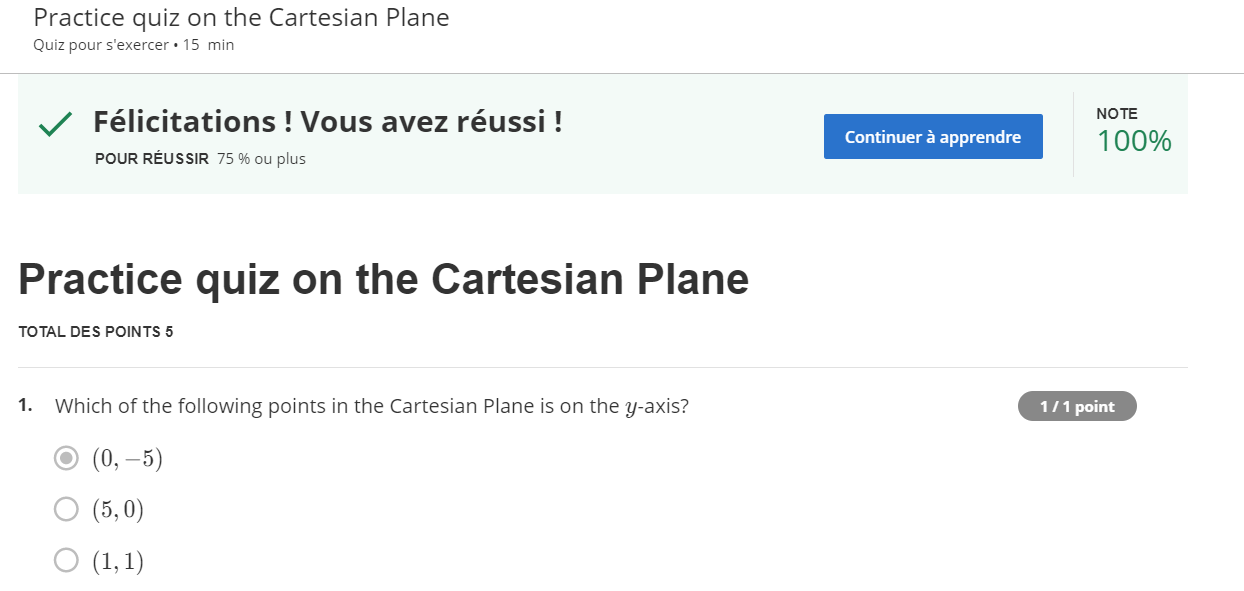 Practice quiz on the Cartesian Plane
Quiz pour s'exercer • 15 min
Félicitations ! Vous avez réussi !
POUR RÉUSSIR 75 % ou plus
Continuer à apprendre
NOTE
100%
Practice quiz on the Cartesian Plane
TOTAL DES POINTS 5
1. Which of the following points in the Cartesian Plane is on the y-axis?
1 / 1 point
(0, −5)
(5, 0)
(1, 1)